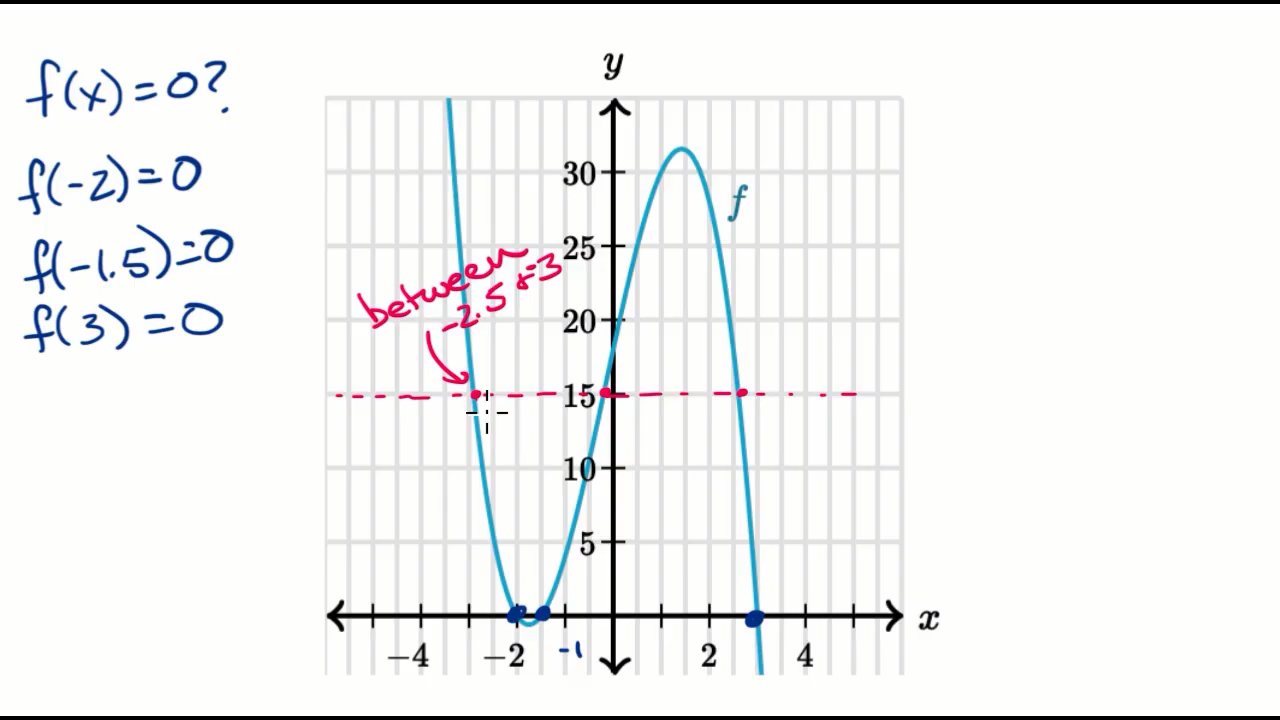 f(x)=0?
f(-2)=0
f(-1.5)=0
f(3)=0
y
30
25
20
15
10
5
f
between
-2.5 & -3
x
−4
−2
-1
2
4